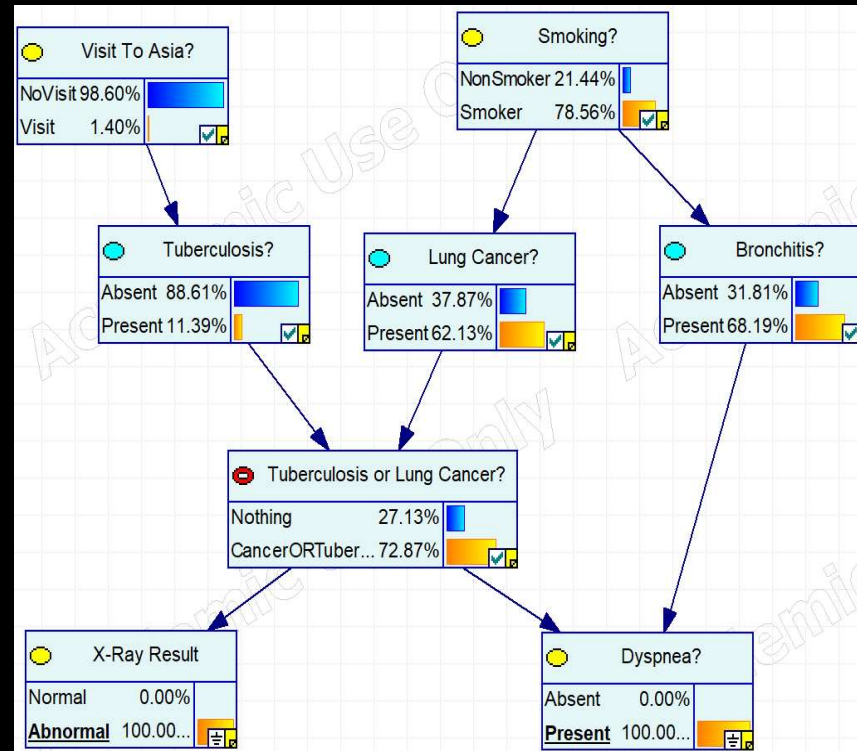 Visit To Asia?
NoVisit 98.60%
Visit 1.40%
Smoking?
NonSmoker 21.44%
Smoker 78.56%
Tuberculosis?
Absent 88.61%
Present 11.39%
Lung Cancer?
Absent 37.87%
Present 62.13%
Bronchitis?
Absent 31.81%
Present 68.19%
Tuberculosis or Lung Cancer?
Nothing 27.13%
CancerORTuber... 72.87%
X-Ray Result
Normal 0.00%
Abnormal 100.00...
Dyspnea?
Absent 0.00%
Present 100.00...